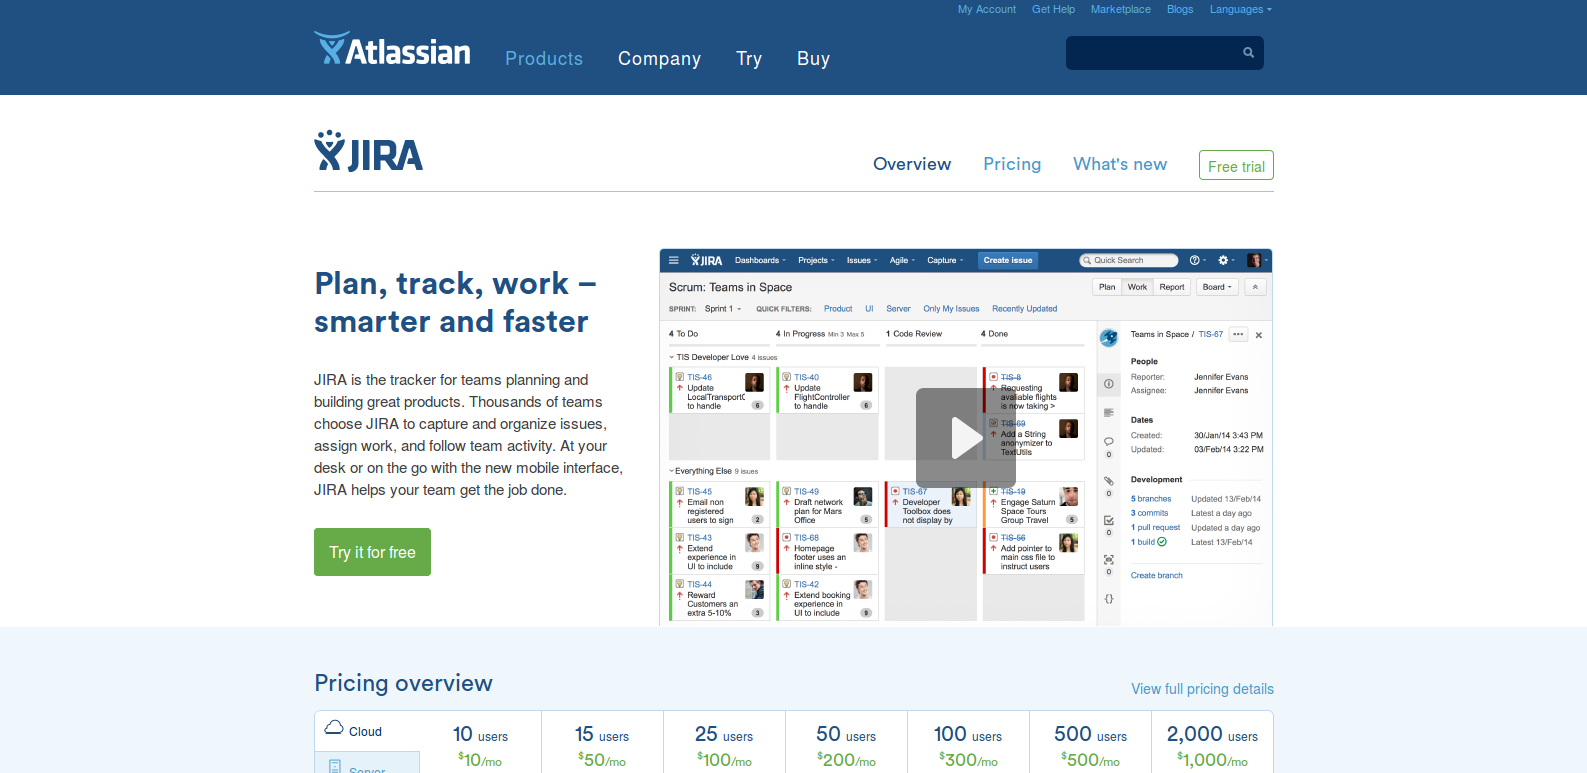 My Account Get Help Marketplace Blogs Languages
Atlassian Products Company Try Buy
JIRA
Overview Pricing What's new Free trial
Plan, track, work –
smarter and faster
JIRA is the tracker for teams planning and
building great products. Thousands of teams
choose JIRA to capture and organize issues,
assign work, and follow team activity. At your
desk or on the go with the new mobile interface,
JIRA helps your team get the job done.
Try it for free
JIRA Dashboards Projects Issues Agile Capture Create issue Quick Search
Scrum: Teams in Space Plan Work Report Board
SPRINT: Sprint 1 QUICK FILTERS: Product UI Server Only My Issues Recently Updated
4 To Do 4 In Progress Min 3 Max 5 1 Code Review 4 Done
TIS Developer Love 4 issues
TIS-46
Update
LocalTransportC
to handle
6
TIS-40
Update
FlightController
to handle
6
TIS-8
Requesting
available flights
is now taking >
TIS-69
Add a String
anonymizer to
TextUtils
Everything Else 9 isues
TIS-45
Email non
registered
users to sign
2
TIS-49
Draft network
plan for Mars
Office
5
TIS-67
Developer
Toolbox does
not display by
TIS-19
Engage Saturn
Space Tours
Group Travel
5
TIS-43
Extend
experience in
UI to include
9
TIS-68
Homepage
footer uses an
inline style -
TIS-56
Add pointer to
main css file to
instruct users
TIS-44
Reward
Customers an
extra 5-10%
3
TIS-42
Extend booking
experience in
UI to include
9
Teams in Space / TIS-67
People
Reporter: Jennifer Evans
Assignee: Jennifer Evans
Dates
Created: 30/Jan/14 3:43 PM
Updated: 03/Feb/14 3:22 PM
0
Development
0
5 branches Updated 13/Feb/14
3 commits Latest a day ago
1 pull request Updated a day ago
0
1 build Latest 13/Feb/14
0
Create branch
{}
Pricing overview View full pricing details
Cloud
10 users 15 users 25 users 50 users 100 users 500 users 2,000 users
$10/mo $50/mo $100/mo $200/mo $300/mo $500/mo $1,000/mo
Server